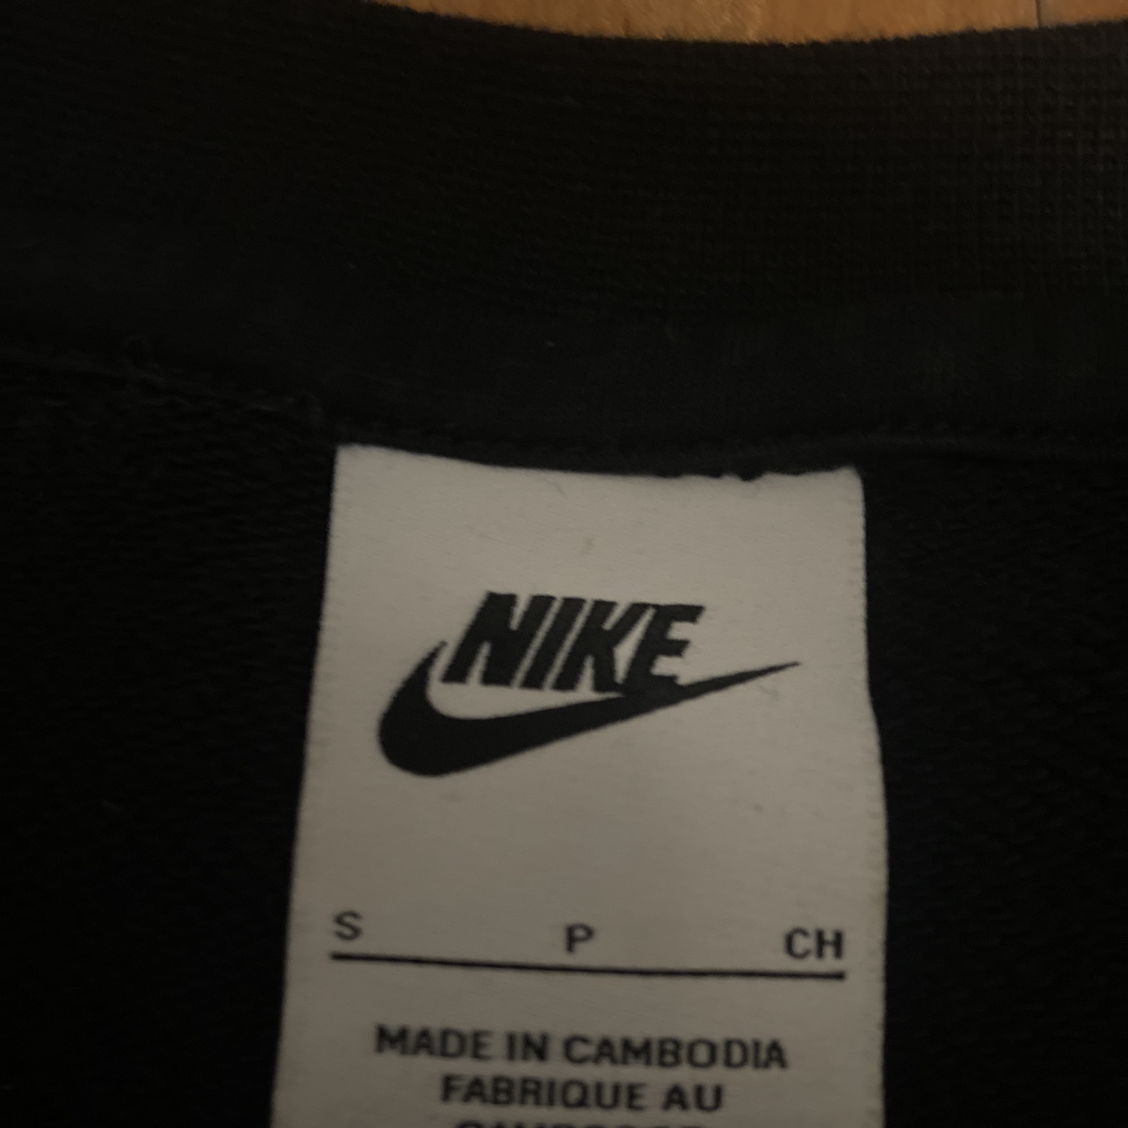 NIKE
S P CH
MADE IN CAMBODIA
FABRIQUE AU